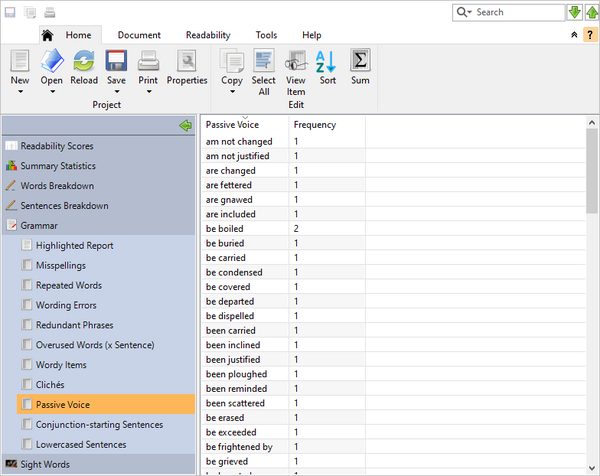 Search
Home Document Readability Tools Help ?
New Open Reload Save Print Properties Copy Select All View Item Sort Sum
Project Edit
Readability Scores
Summary Statistics
Words Breakdown
Sentences Breakdown
Grammar
Highlighted Report
Misspellings
Repeated Words
Wording Errors
Redundant Phrases
Overused Words (x Sentence)
Wordy Items
Clichés
Passive Voice
Conjunction-starting Sentences
Lowercased Sentences
Sight Words
Passive Voice Frequency
am not changed 1
am not justified 1
are changed 1
are fettered 1
are gnawed 1
are included 1
be boiled 2
be buried 1
be carried 1
be condensed 1
be covered 1
be departed 1
be dispelled 1
been carried 1
been inclined 1
been justified 1
been ploughed 1
been reminded 1
been scattered 1
be erased 1
be exceeded 1
be frightened by 1
be grieved 1